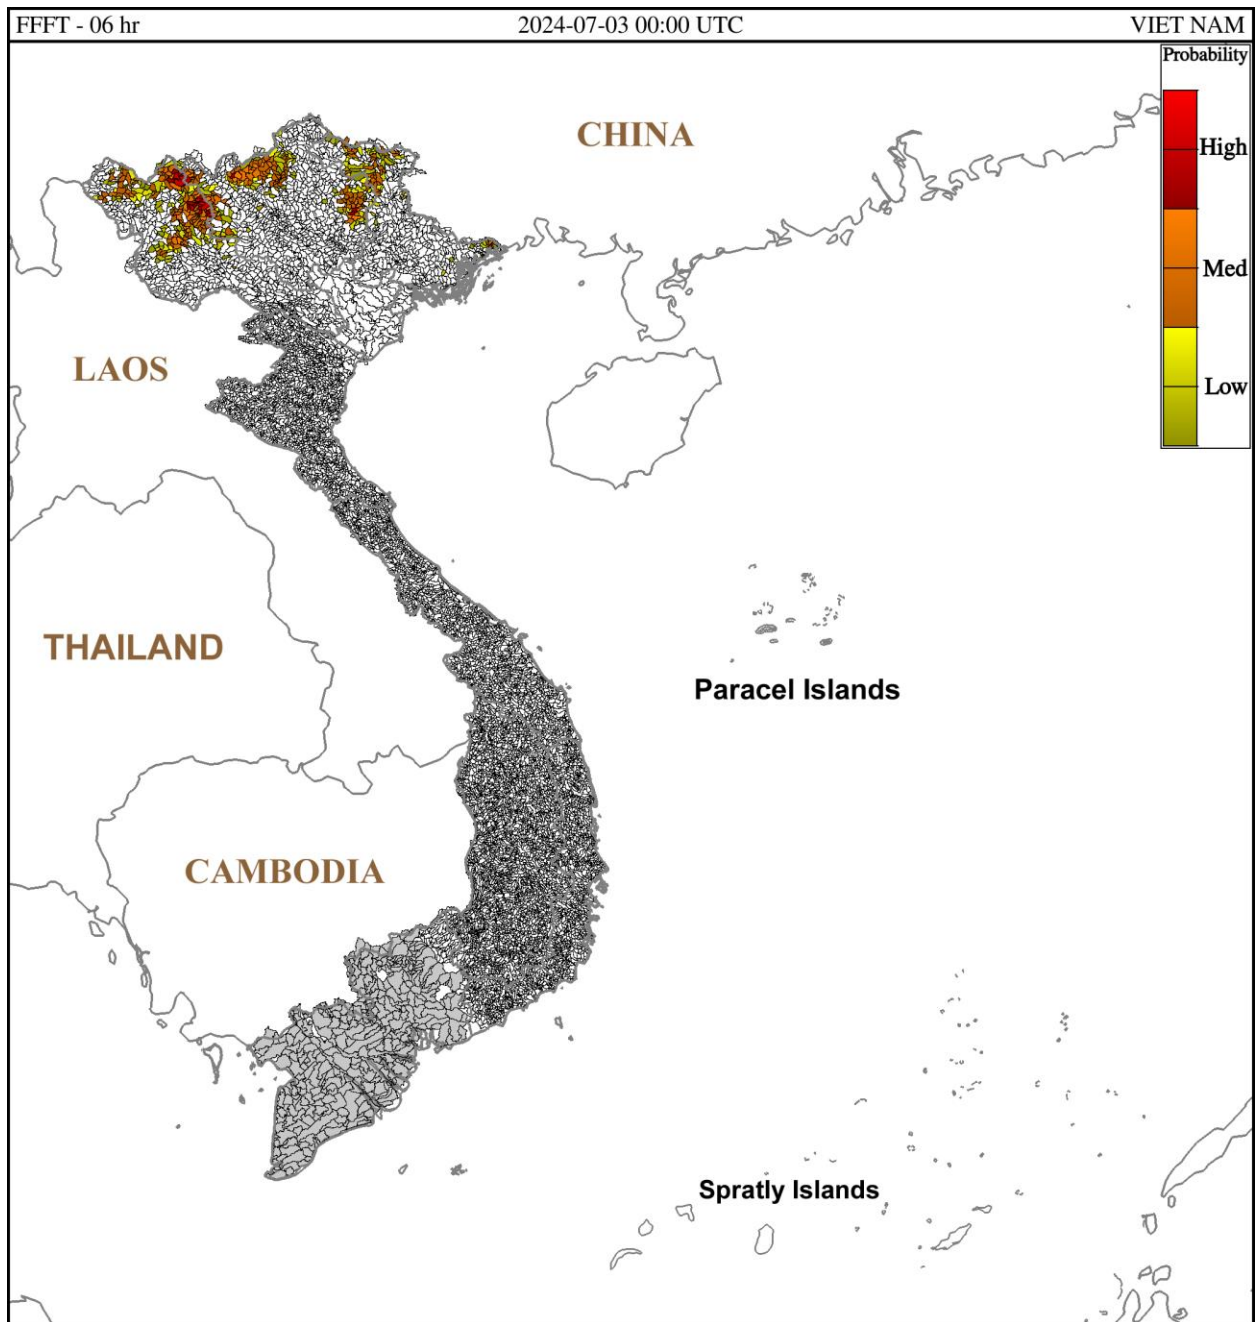 FFFT - 06 hr 2024-07-03 00:00 UTC VIET NAM
Probability
CHINA
High
Med
LAOS
Low
THAILAND
Paracel Islands
CAMBODIA
Spratly Islands